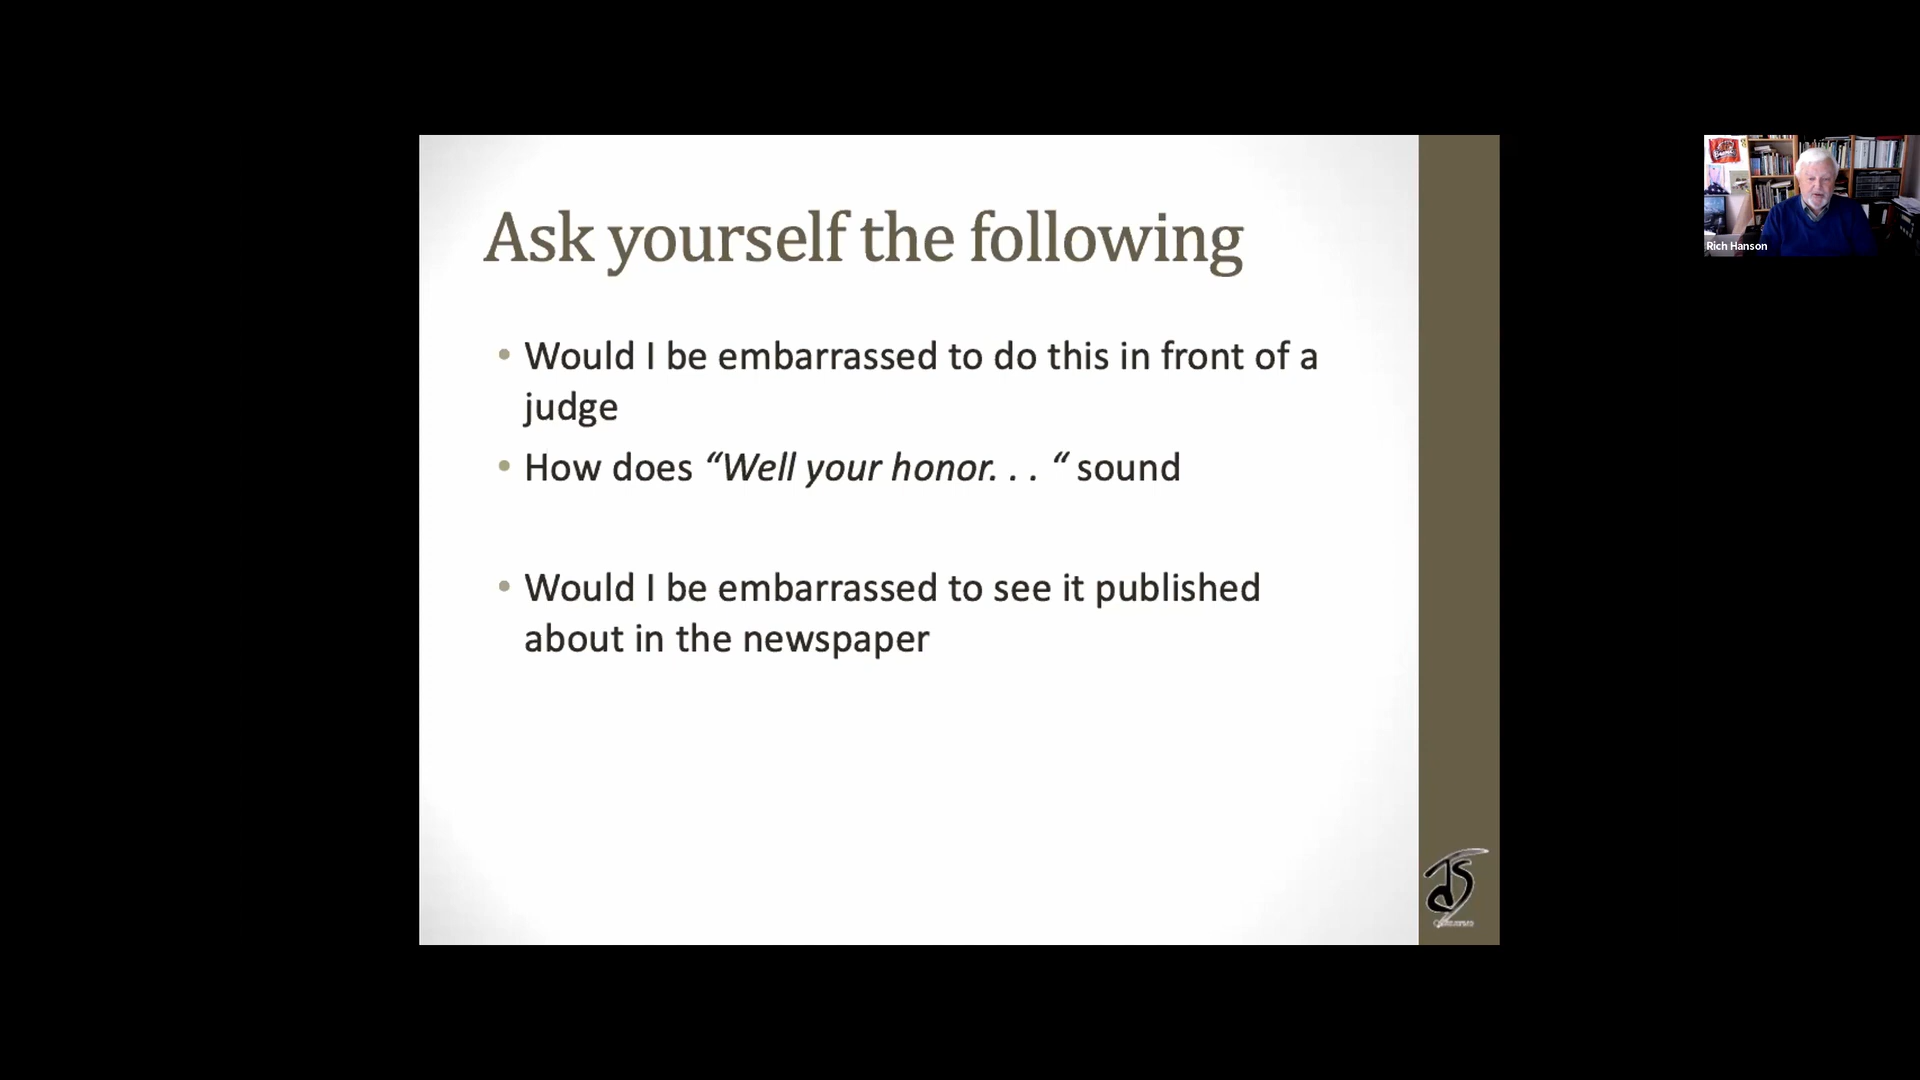 Ask yourself the following
• Would I be embarrassed to do this in front of a
judge
• How does “Well your honor. . . “ sound
• Would I be embarrassed to see it published
about in the newspaper
Rich Hanson